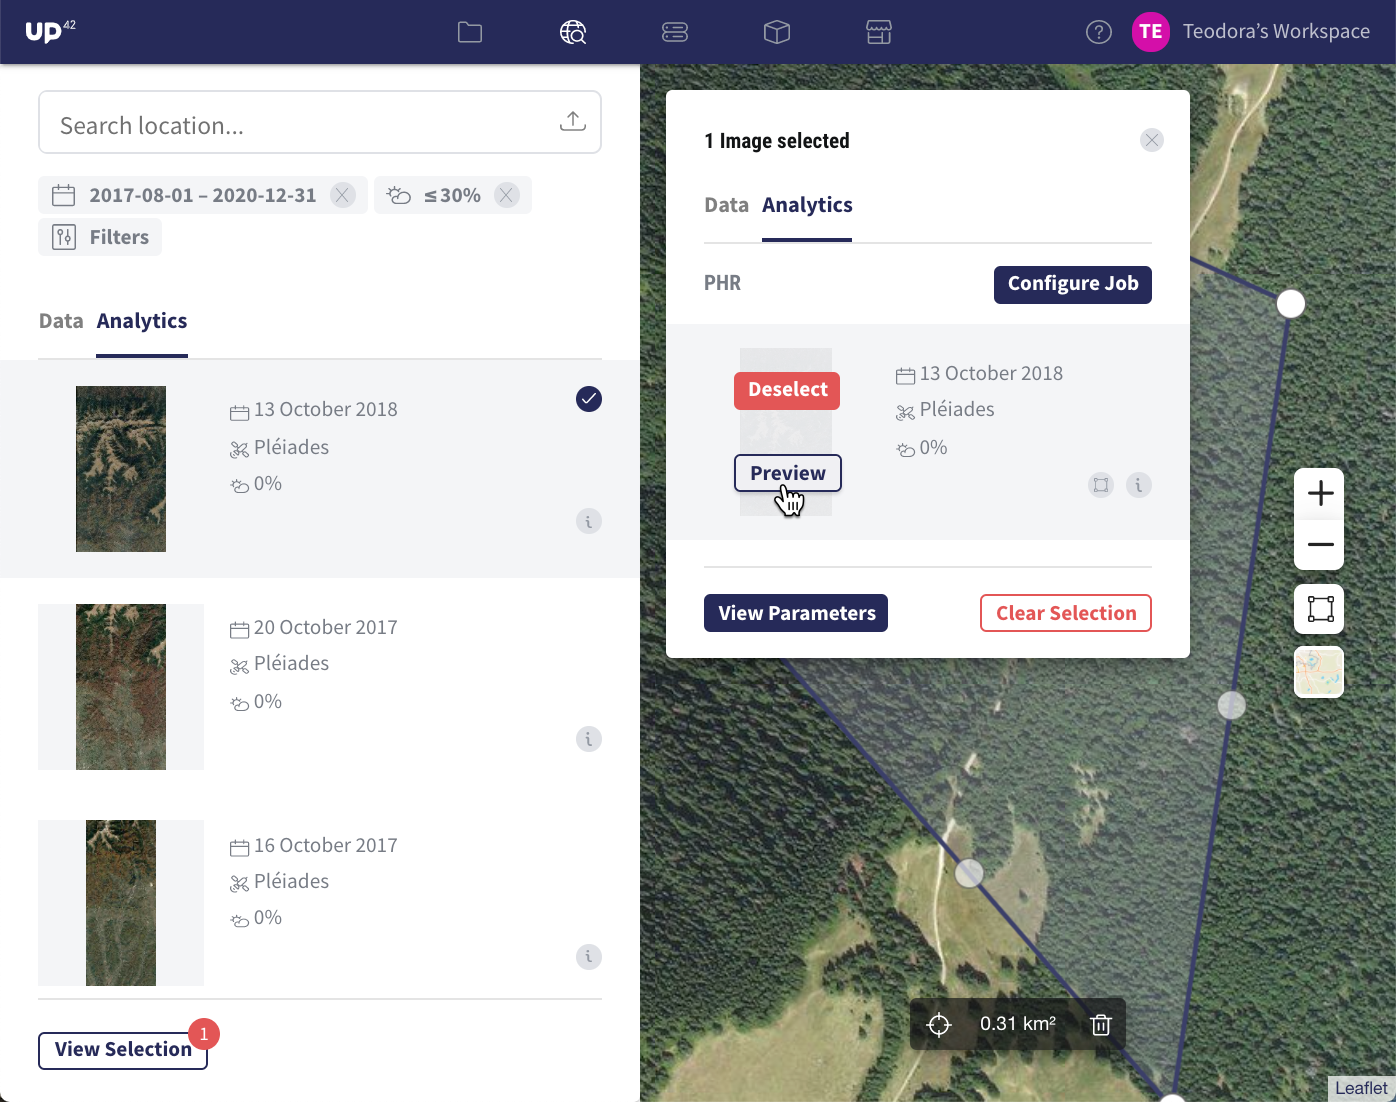 UP42
TE
Teodora's Workspace
Search location...
2017-08-01 – 2020-12-31
≤30%
Filters
Data Analytics
13 October 2018
Pléiades
0%
20 October 2017
Pléiades
0%
16 October 2017
Pléiades
0%
View Selection
1
1 Image selected
Data Analytics
PHR
Configure Job
Deselect
Preview
13 October 2018
Pléiades
0%
View Parameters
Clear Selection
0.31 km²
Leaflet